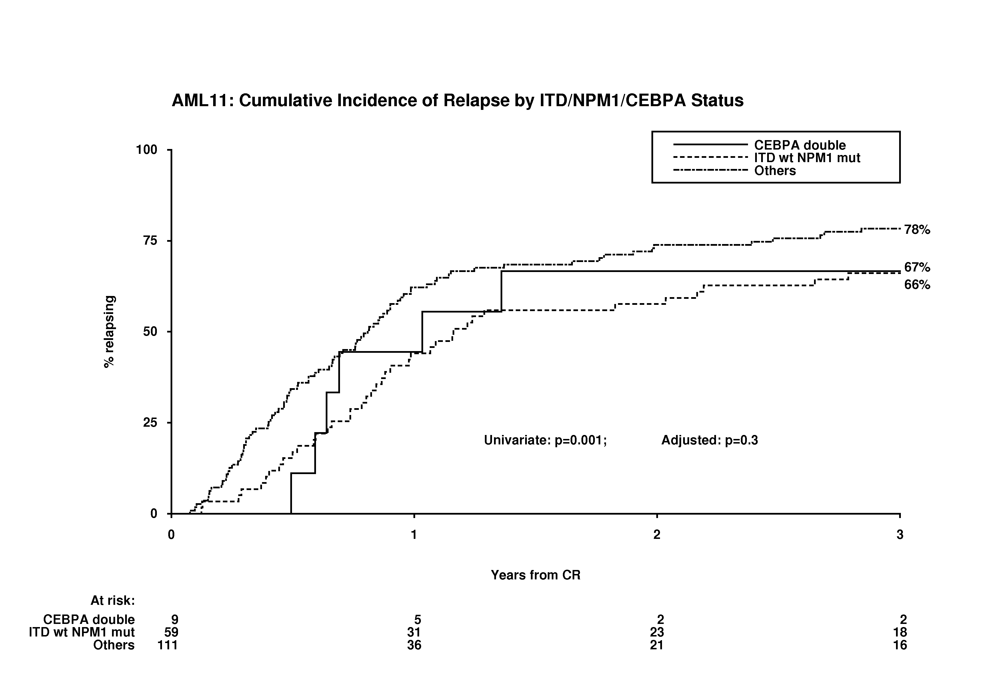 AML11: Cumulative Incidence of Relapse by ITD/NPM1/CEBPA Status
CEBPA double
ITD wt NPM1 mut
Others
100
75
50
25
0
% relapsing
78%
67%
66%
Univariate: p=0.001; Adjusted: p=0.3
0 1 2 3
Years from CR
At risk:
CEBPA double 9 5 2 2
ITD wt NPM1 mut 59 31 23 18
Others 111 36 21 16